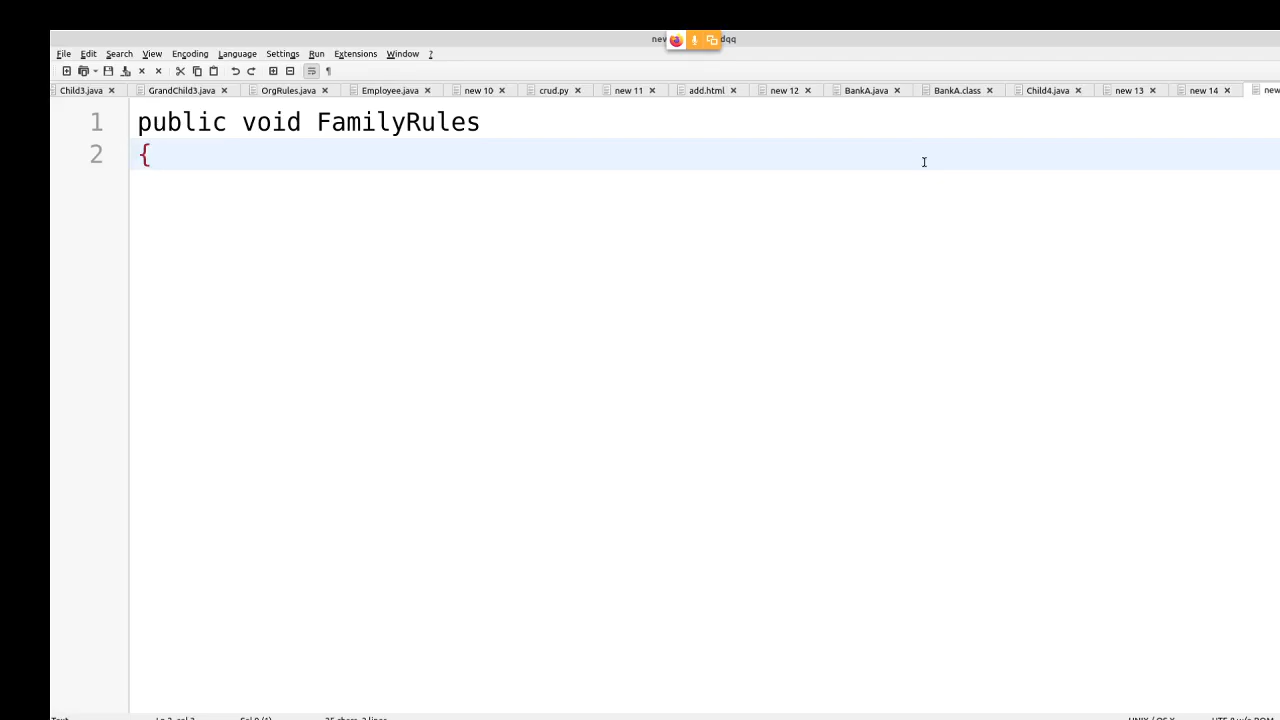 dqq
File Edit Search View Encoding Language Settings Run Extensions Window ?
Child3.java GrandChild3.java OrgRules.java Employee.java new 10 crud.py new 11 add.html new 12 BankA.java BankA.class Child4.java new 13 new 14 new
1 public void FamilyRules
2 {